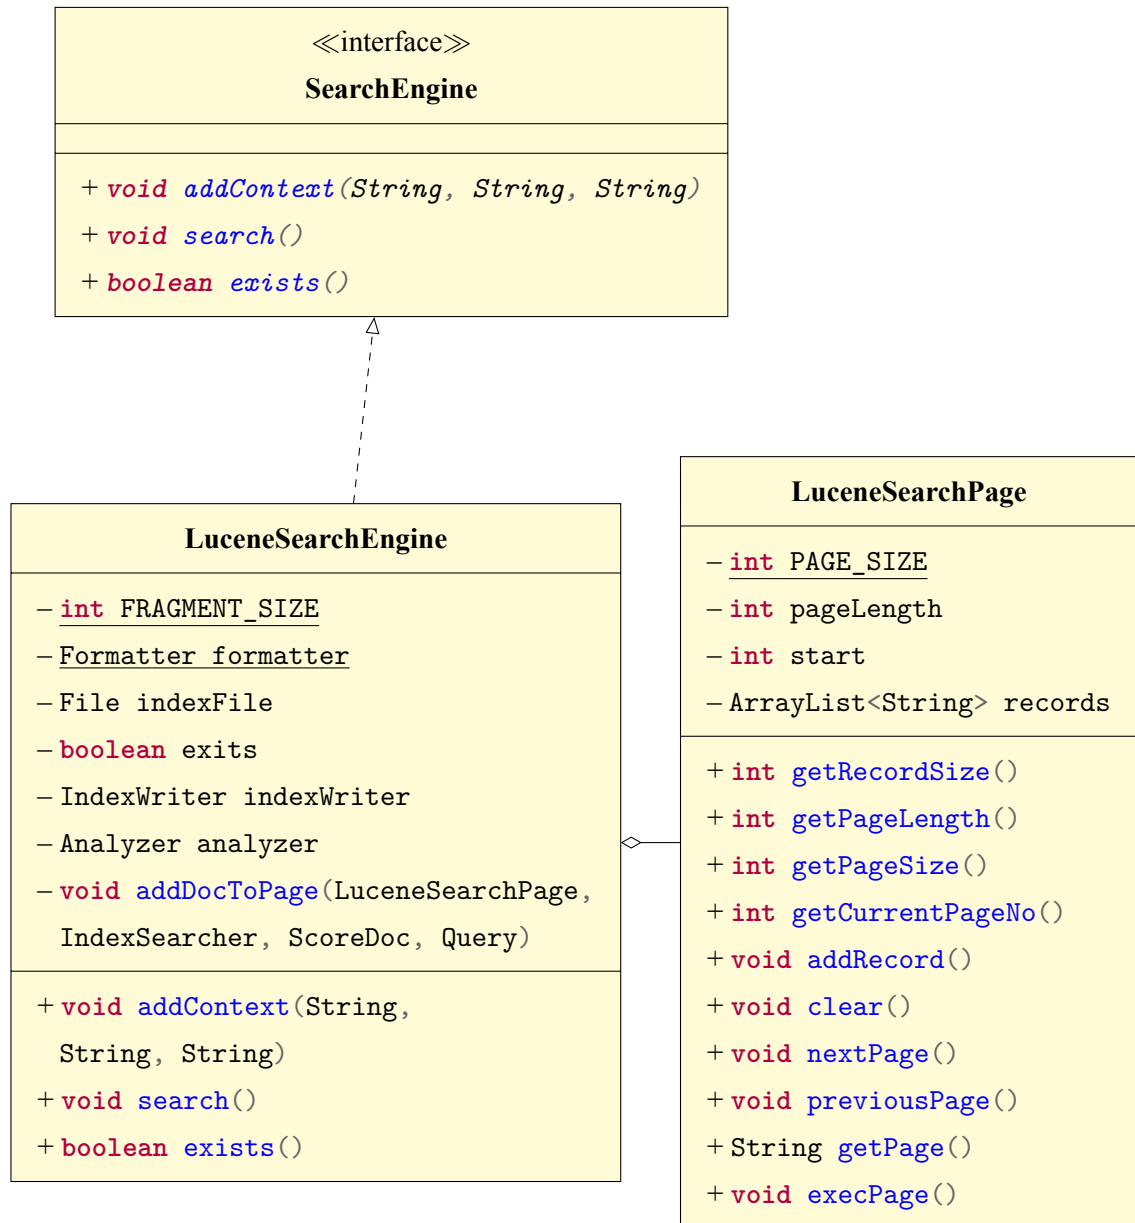 ≪interface≫
SearchEngine
+ void addContext(String, String, String)
+ void search()
+ boolean exists()
LuceneSearchEngine
− int FRAGMENT_SIZE
− Formatter formatter
− File indexFile
− boolean exits
− IndexWriter indexWriter
− Analyzer analyzer
− void addDocToPage(LuceneSearchPage,
IndexSearcher, ScoreDoc, Query)
+ void addContext(String,
String, String)
+ void search()
+ boolean exists()
LuceneSearchPage
− int PAGE_SIZE
− int pageLength
− int start
− ArrayList<String> records
+ int getRecordSize()
+ int getPageLength()
+ int getPageSize()
+ int getCurrentPageNo()
+ void addRecord()
+ void clear()
+ void nextPage()
+ void previousPage()
+ String getPage()
+ void execPage()